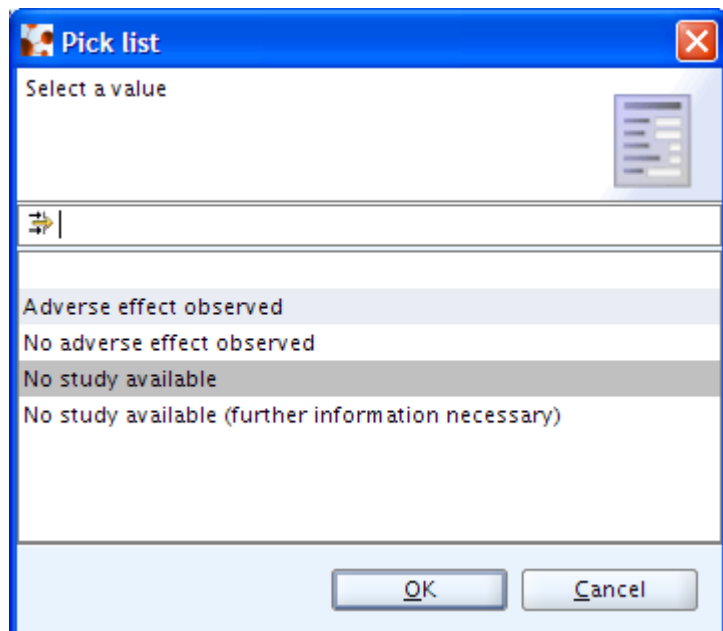 Pick list
Select a value
Adverse effect observed
No adverse effect observed
No study available
No study available (further information necessary)
OK
Cancel